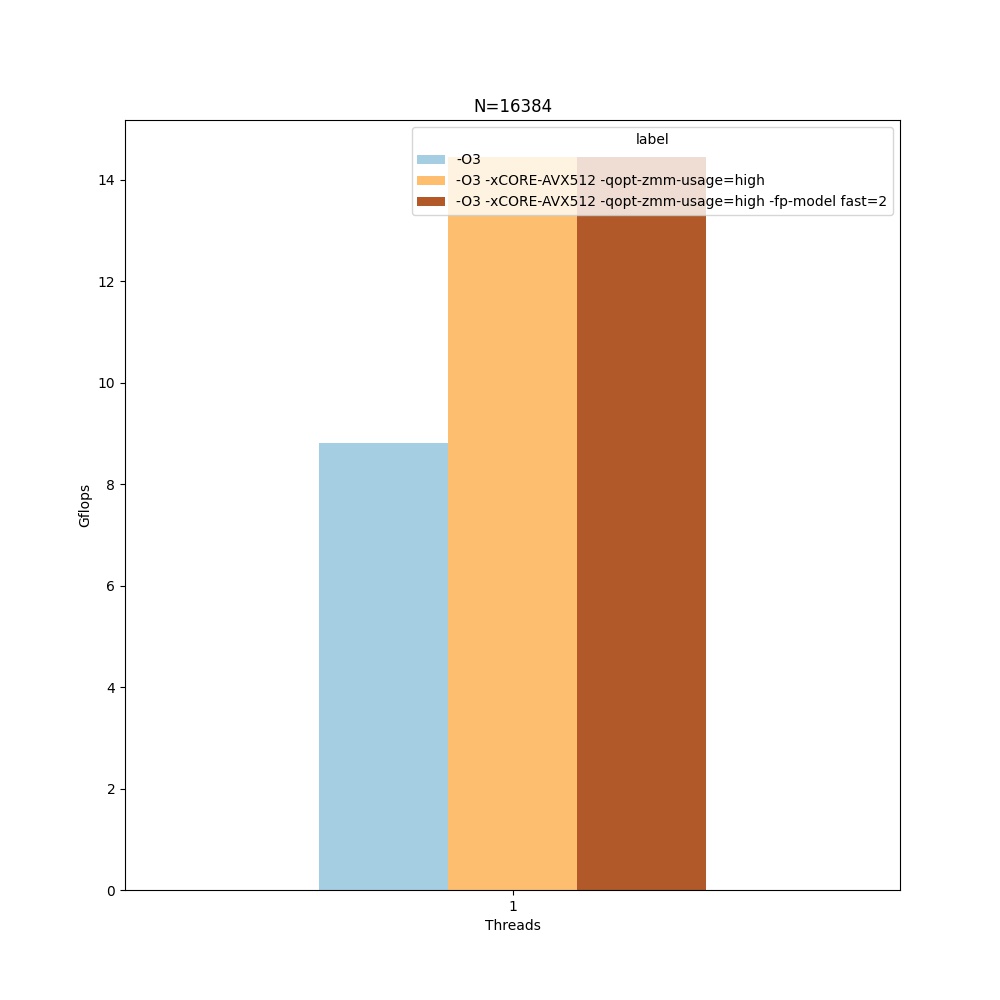 N=16384
label
-O3
-O3 -xCORE-AVX512 -qopt-zmm-usage=high
-O3 -xCORE-AVX512 -qopt-zmm-usage=high -fp-model fast=2
14
12
10
8
6
4
2
0
Gflops
1
Threads